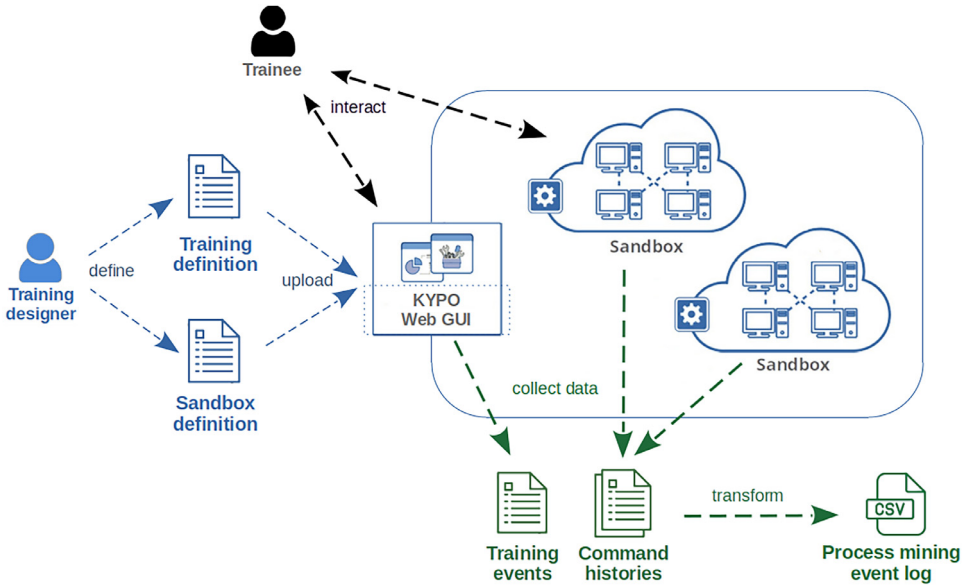 Trainee
interact
Training
definition
define
Training
designer
upload
Sandbox
definition
KYPO
Web GUI
Sandbox
Sandbox
collect data
Training
events
Command
histories
transform
CSV
Process mining
event log